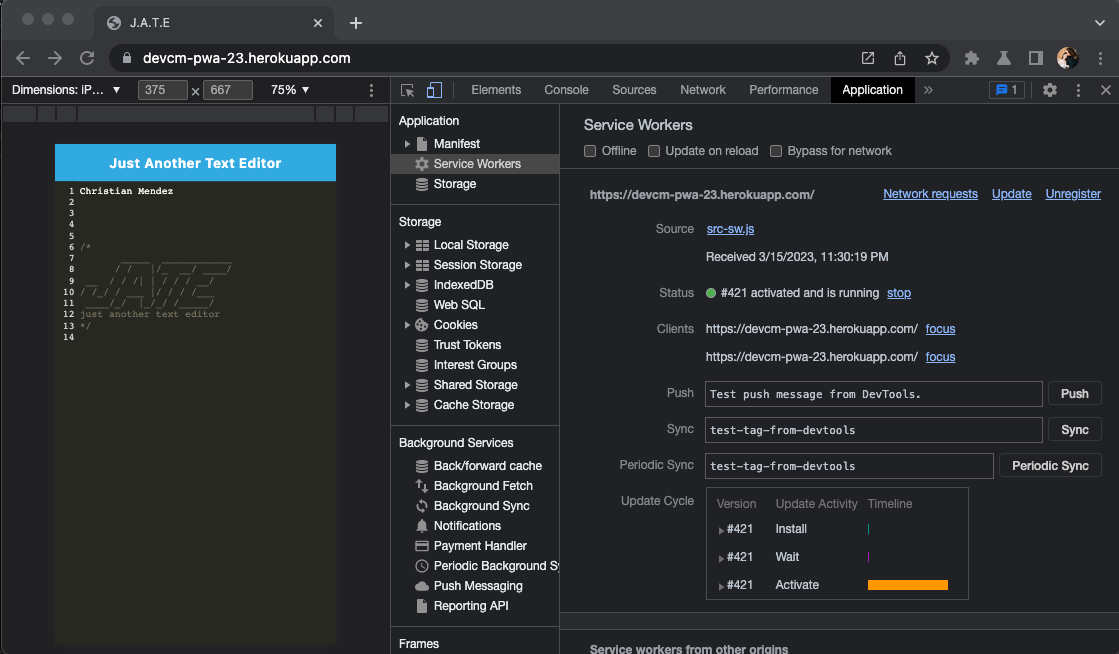 J.A.T.E
devcm-pwa-23.herokuapp.com
Dimensions: iP... 375 x 667 75%
Elements Console Sources Network Performance Application 1
Just Another Text Editor
1 Christian Mendez
2
3
4
5
6 /*
7
8
9
10
11
12 just another text editor
13 */
14
Application
Manifest
Service Workers
Storage
Storage
Local Storage
Session Storage
IndexedDB
Web SQL
Cookies
Trust Tokens
Interest Groups
Shared Storage
Cache Storage
Background Services
Back/forward cache
Background Fetch
Background Sync
Notifications
Payment Handler
Periodic Background Sy
Push Messaging
Reporting API
Frames
Service Workers
Offline Update on reload Bypass for network
https://devcm-pwa-23.herokuapp.com/ Network requests Update Unregister
Source src-sw.js
Received 3/15/2023, 11:30:19 PM
Status #421 activated and is running stop
Clients https://devcm-pwa-23.herokuapp.com/ focus
https://devcm-pwa-23.herokuapp.com/ focus
Push Test push message from DevTools. Push
Sync test-tag-from-devtools Sync
Periodic Sync test-tag-from-devtools Periodic Sync
Update Cycle Version Update Activity Timeline
#421 Install
#421 Wait
#421 Activate
Service workers from other origins